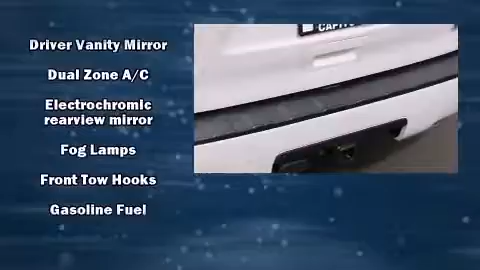 Driver Vanity Mirror
Dual Zone A/C
Electrochromic
rearview mirror
Fog Lamps
Front Tow Hooks
Gasoline Fuel